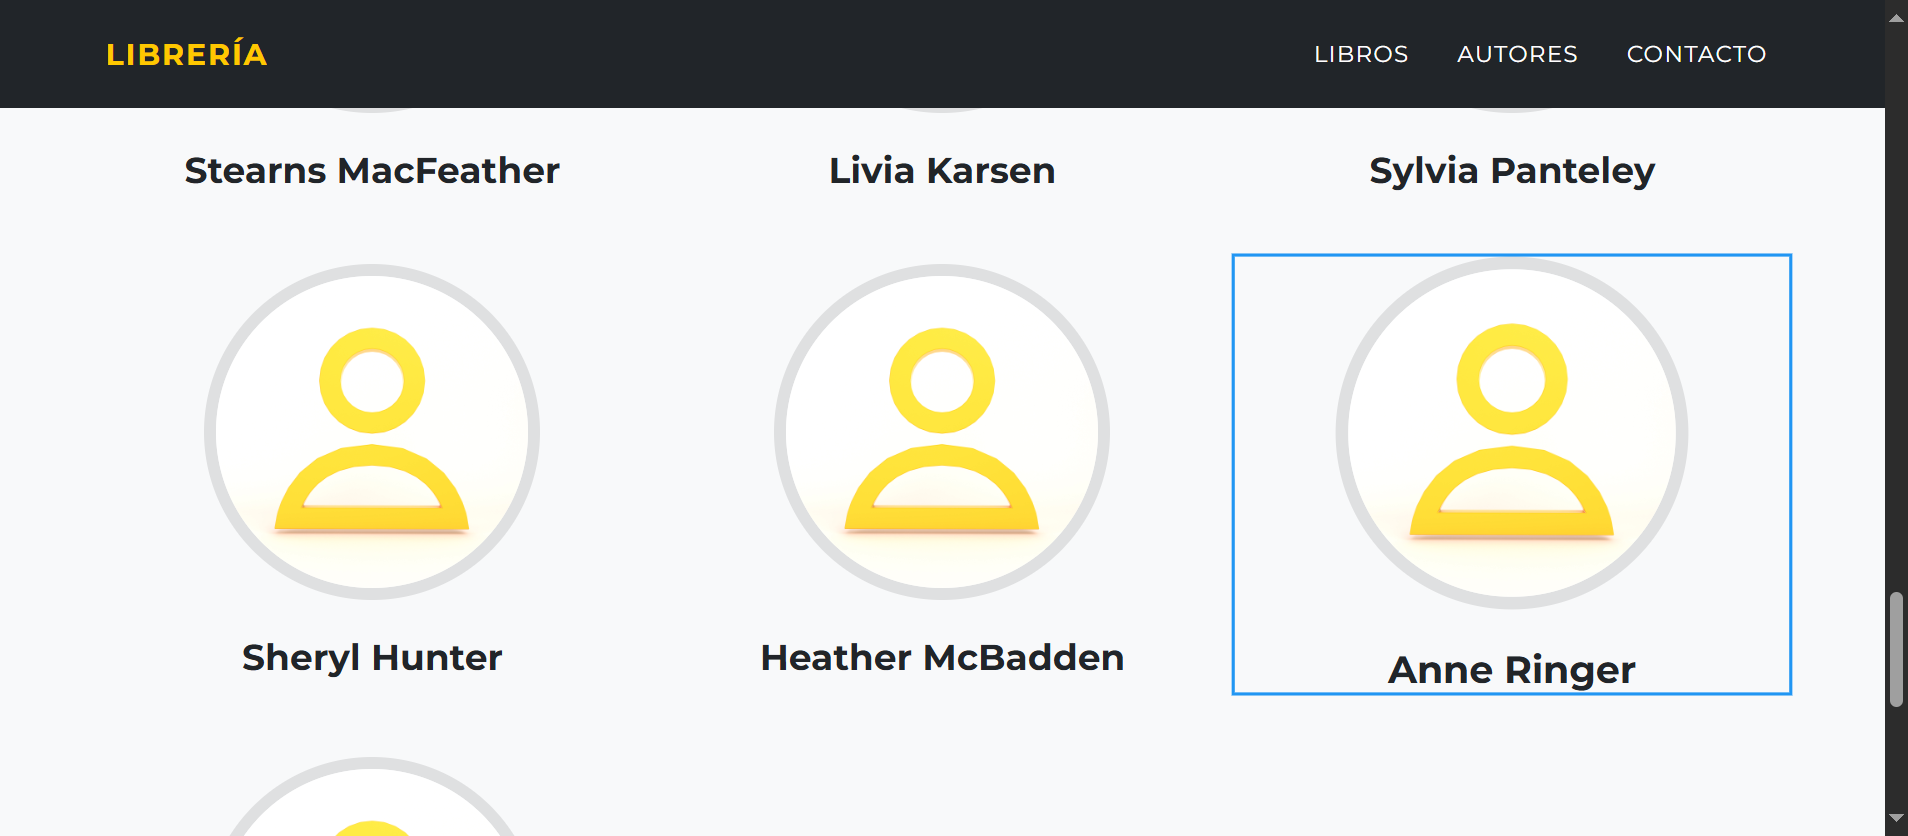 LIBRERÍA
LIBROS AUTORES CONTACTO
Stearns MacFeather
Livia Karsen
Sylvia Panteley
Sheryl Hunter
Heather McBadden
Anne Ringer